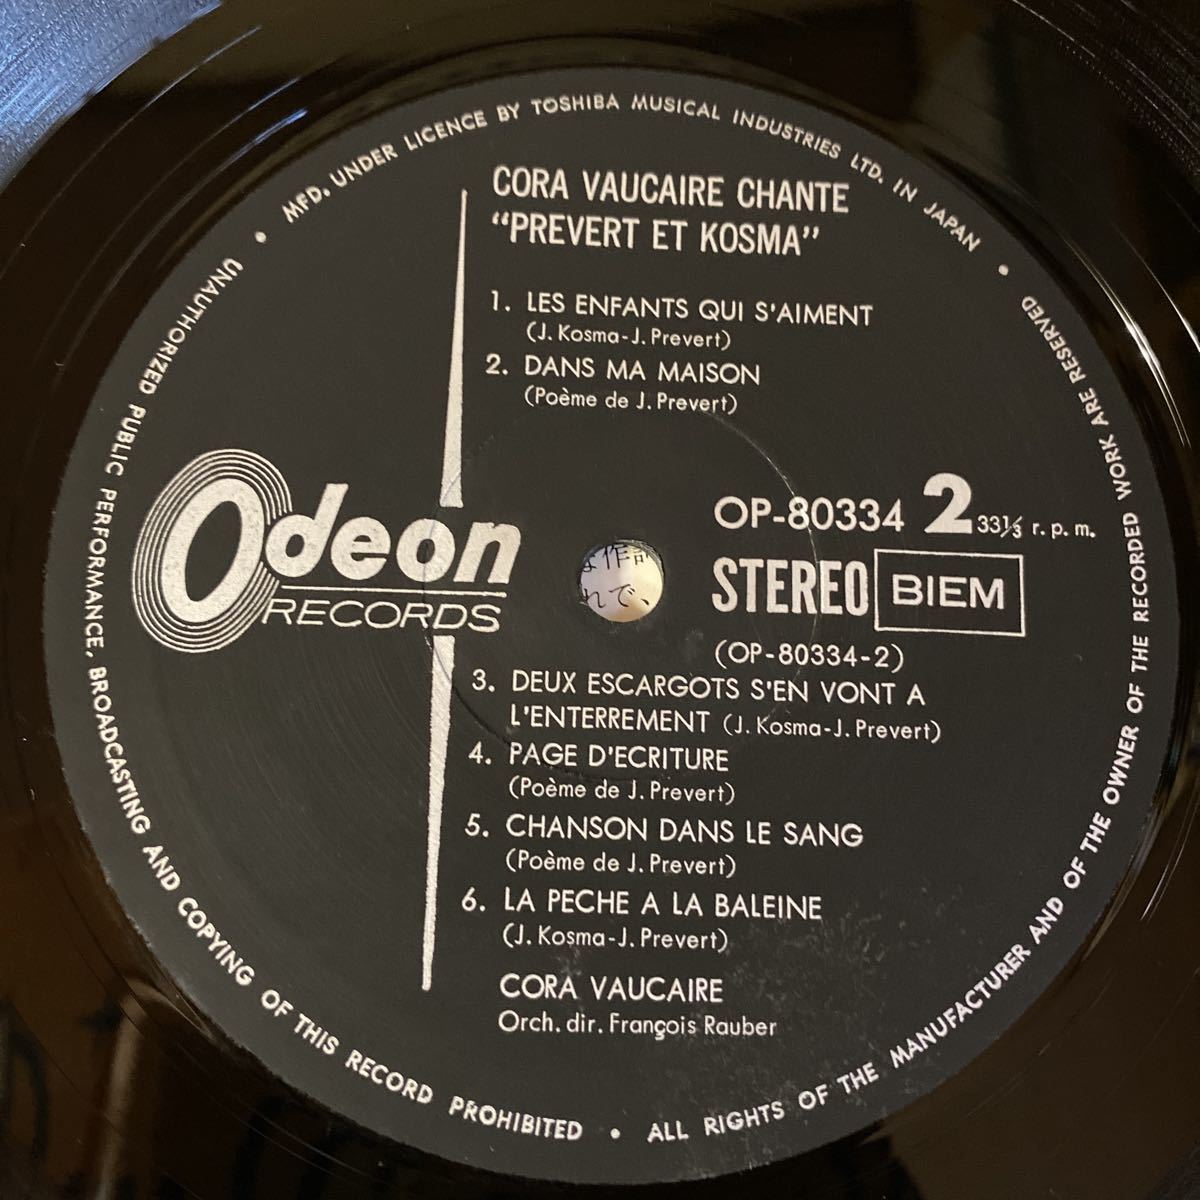 MFD. UNDER LICENCE BY TOSHIBA MUSICAL INDUSTRIES LTD. IN JAPAN •
CORA VAUCAIRE CHANTE
“PREVERT ET KOSMA”
1. LES ENFANTS QUI S'AIMENT
(J. Kosma-J. Prevert)
2. DANS MA MAISON
(Poème de J. Prevert)
Odeon
RECORDS
OP-80334 2 33⅓ r. p. m.
STEREO BIEM
(OP-80334-2)
作
れで、
3. DEUX ESCARGOTS S'EN VONT A
L'ENTERREMENT (J. Kosma-J. Prevert)
4. PAGE D'ECRITURE
(Poème de J. Prevert)
5. CHANSON DANS LE SANG
(Poème de J. Prevert)
6. LA PECHE A LA BALEINE
(J. Kosma-J. Prevert)
CORA VAUCAIRE
Orch. dir. François Rauber
ALL RIGHTS OF THE MANUFACTURER AND OF THE OWNER OF THE RECORDED WORK ARE RESERVED •
UNAUTHORIZED PUBLIC PERFORMANCE, BROADCASTING AND COPYING OF THIS RECORD PROHIBITED •